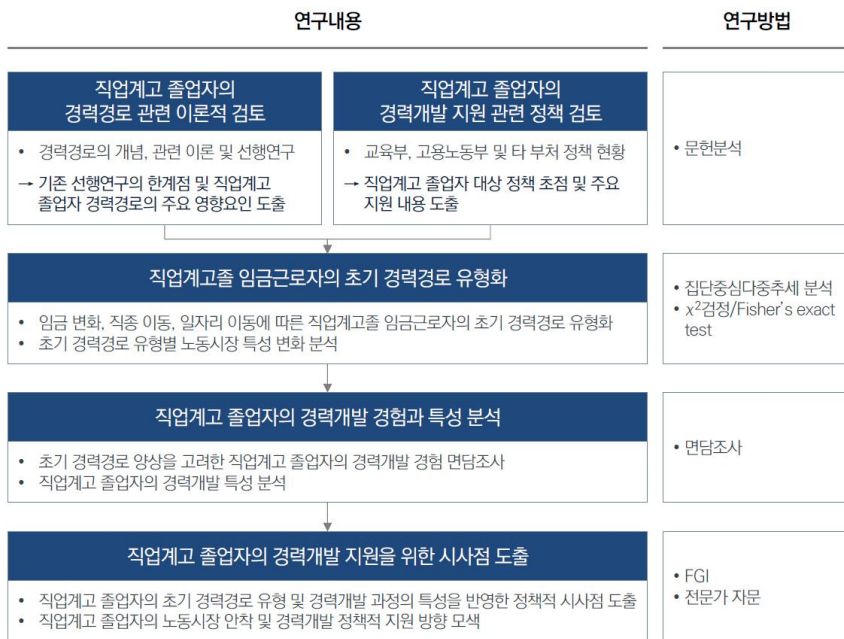 연구내용
연구방법
직업계고 졸업자의
경력경로 관련 이론적 검토
• 경력경로의 개념, 관련 이론 및 선행연구
→ 기존 선행연구의 한계점 및 직업계고
졸업자 경력경로의 주요 영향요인 도출
직업계고 졸업자의
경력개발 지원 관련 정책 검토
• 교육부, 고용노동부 및 타 부처 정책 현황
→ 직업계고 졸업자 대상 정책 초점 및 주요
지원 내용 도출
• 문헌분석
직업계고졸 임금근로자의 초기 경력경로 유형화
• 임금 변화, 직종 이동, 일자리 이동에 따른 직업계고졸 임금근로자의 초기 경력경로 유형화
• 초기 경력경로 유형별 노동시장 특성 변화 분석
• 집단중심다중추세 분석
• x²검정/Fisher's exact
test
직업계고 졸업자의 경력개발 경험과 특성 분석
• 초기 경력경로 양상을 고려한 직업계고 졸업자의 경력개발 경험 면담조사
• 직업계고 졸업자의 경력개발 특성 분석
• 면담조사
직업계고 졸업자의 경력개발 지원을 위한 시사점 도출
• 직업계고 졸업자의 초기 경력경로 유형 및 경력개발 과정의 특성을 반영한 정책적 시사점 도출
• 직업계고 졸업자의 노동시장 안착 및 경력개발 정책적 지원 방향 모색
• FGI
• 전문가 자문